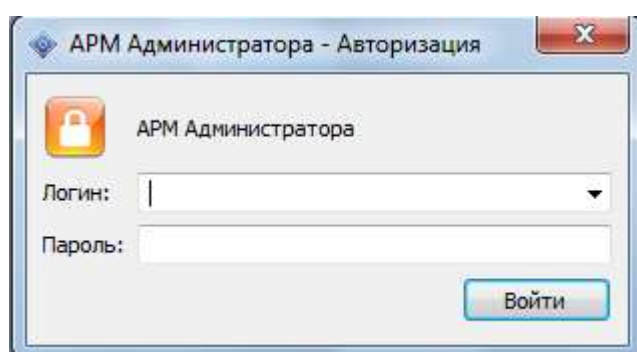 АРМ Администратора - Авторизация
АРМ Администратора
Логин:
Пароль:
Войти